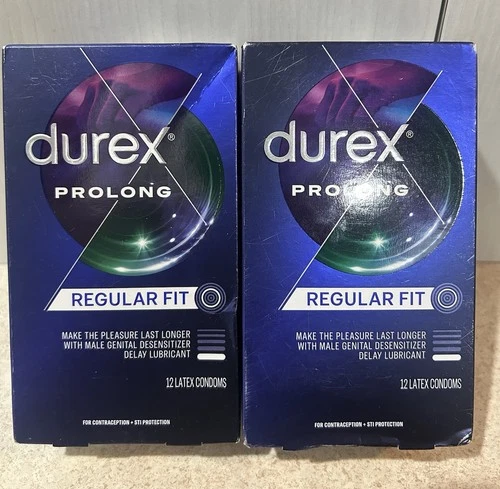 durex®
PROLONG
REGULAR FIT
MAKE THE PLEASURE LAST LONGER
WITH MALE GENITAL DESENSITIZER
DELAY LUBRICANT
12 LATEX CONDOMS
FOR CONTRACEPTION + STI PROTECTION
durex®
PROLONG
REGULAR FIT
MAKE THE PLEASURE LAST LONGER
WITH MALE GENITAL DESENSITIZER
DELAY LUBRICANT
12 LATEX CONDOMS
FOR CONTRACEPTION + STI PROTECTION